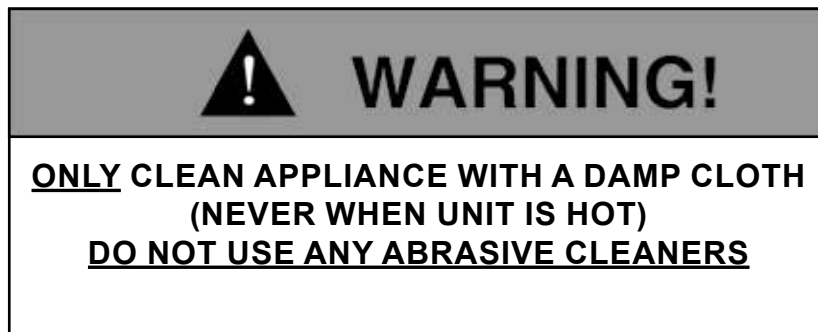 WARNING!
ONLY CLEAN APPLIANCE WITH A DAMP CLOTH
(NEVER WHEN UNIT IS HOT)
DO NOT USE ANY ABRASIVE CLEANERS